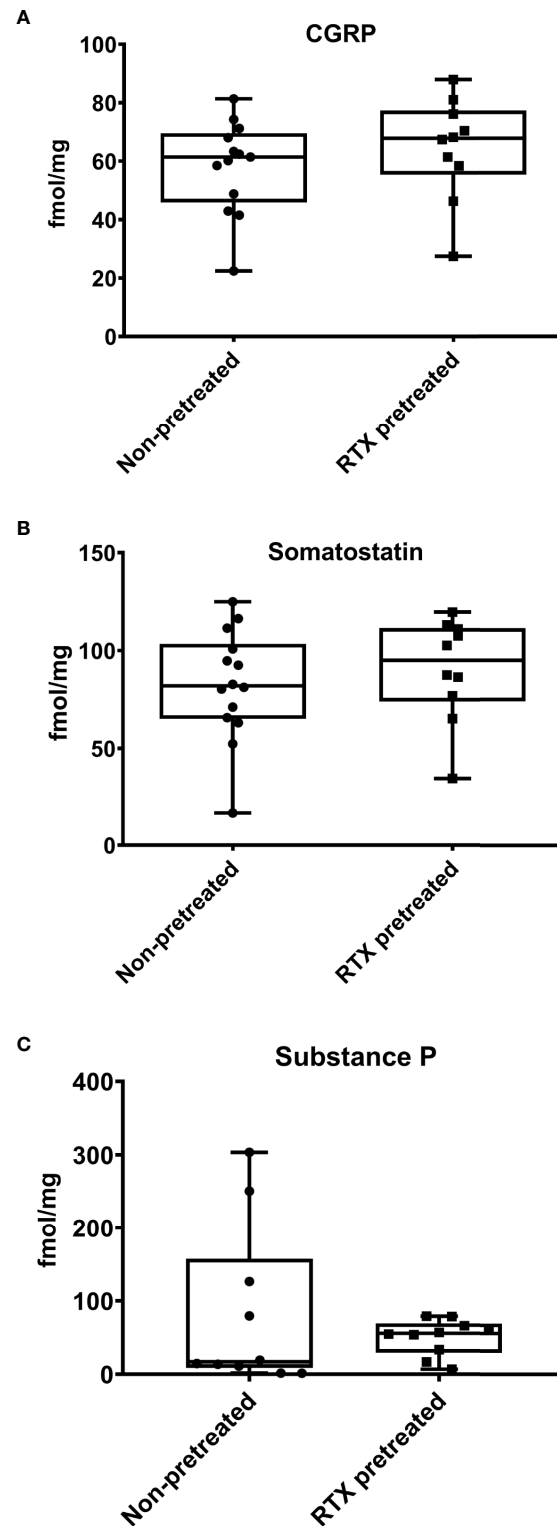 A
CGRP
100
80
60
40
20
0
fmol/mg
Non-pretreated
RTX pretreated
B
Somatostatin
150
100
50
0
fmol/mg
Non-pretreated
RTX pretreated
C
Substance P
400
300
200
100
0
fmol/mg
Non-pretreated
RTX pretreated